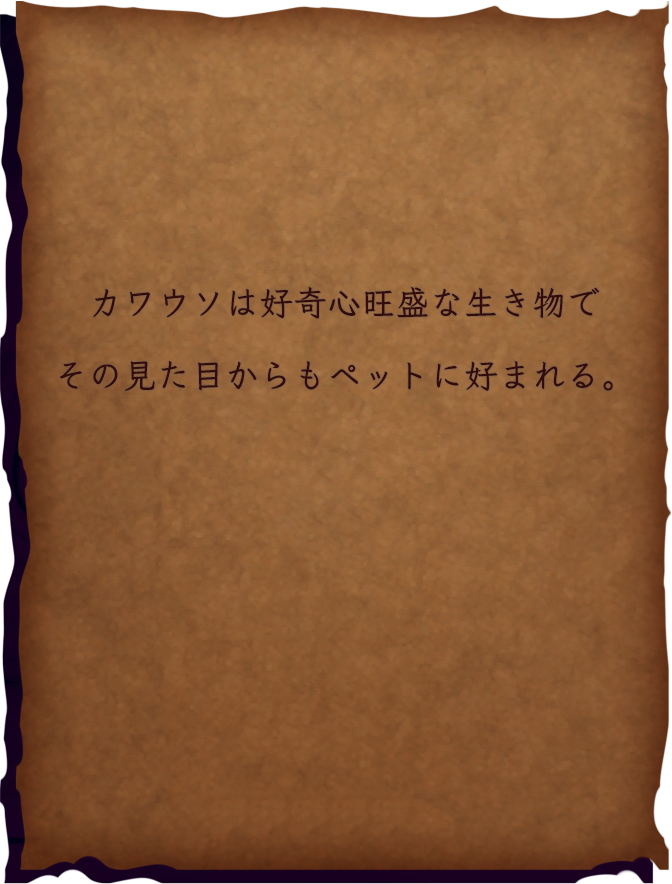 カワウソは好奇心旺盛な生き物で
その見た目からもペットに好まれる。